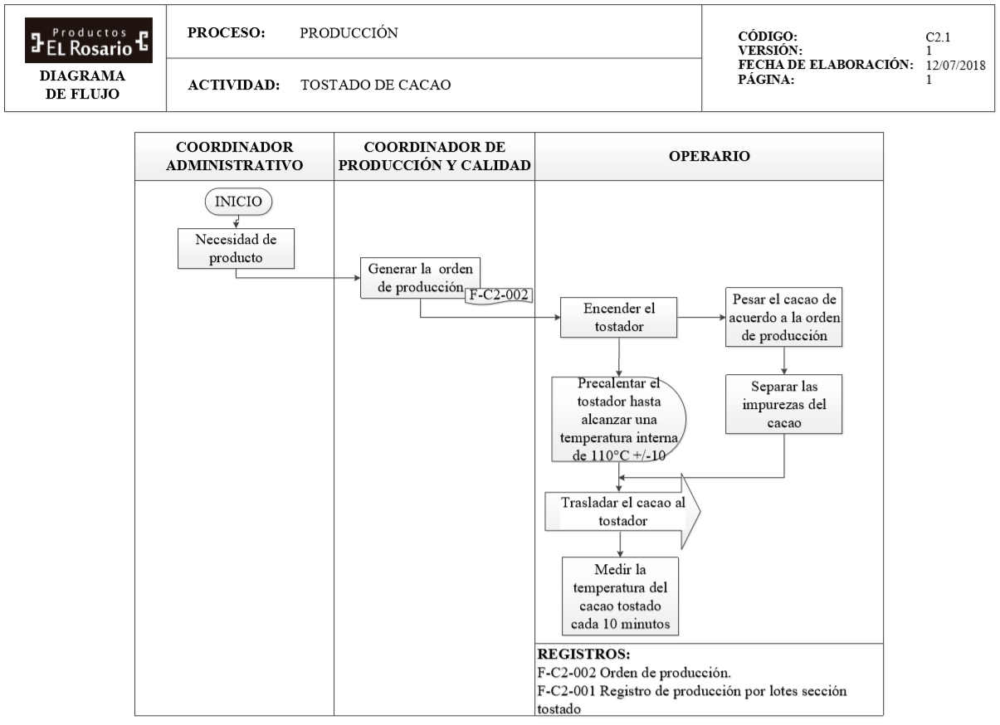 Productos
EL Rosario
DIAGRAMA
DE FLUJO
PROCESO: PRODUCCIÓN
ACTIVIDAD: TOSTADO DE CACAO
CÓDIGO: C2.1
VERSIÓN: 1
FECHA DE ELABORACIÓN: 12/07/2018
PÁGINA: 1
COORDINADOR
ADMINISTRATIVO
COORDINADOR DE
PRODUCCIÓN Y CALIDAD
OPERARIO
INICIO
Necesidad de
producto
Generar la orden
de producción
F-C2-002
Encender el
tostador
Pesar el cacao de
acuerdo a la orden
de producción
Precalentar el
tostador hasta
alcanzar una
temperatura interna
de 110°C +/-10
Separar las
impurezas del
cacao
Trasladar el cacao al
tostador
Medir la
temperatura del
cacao tostado
cada 10 minutos
REGISTROS:
F-C2-002 Orden de producción.
F-C2-001 Registro de producción por lotes sección
tostado